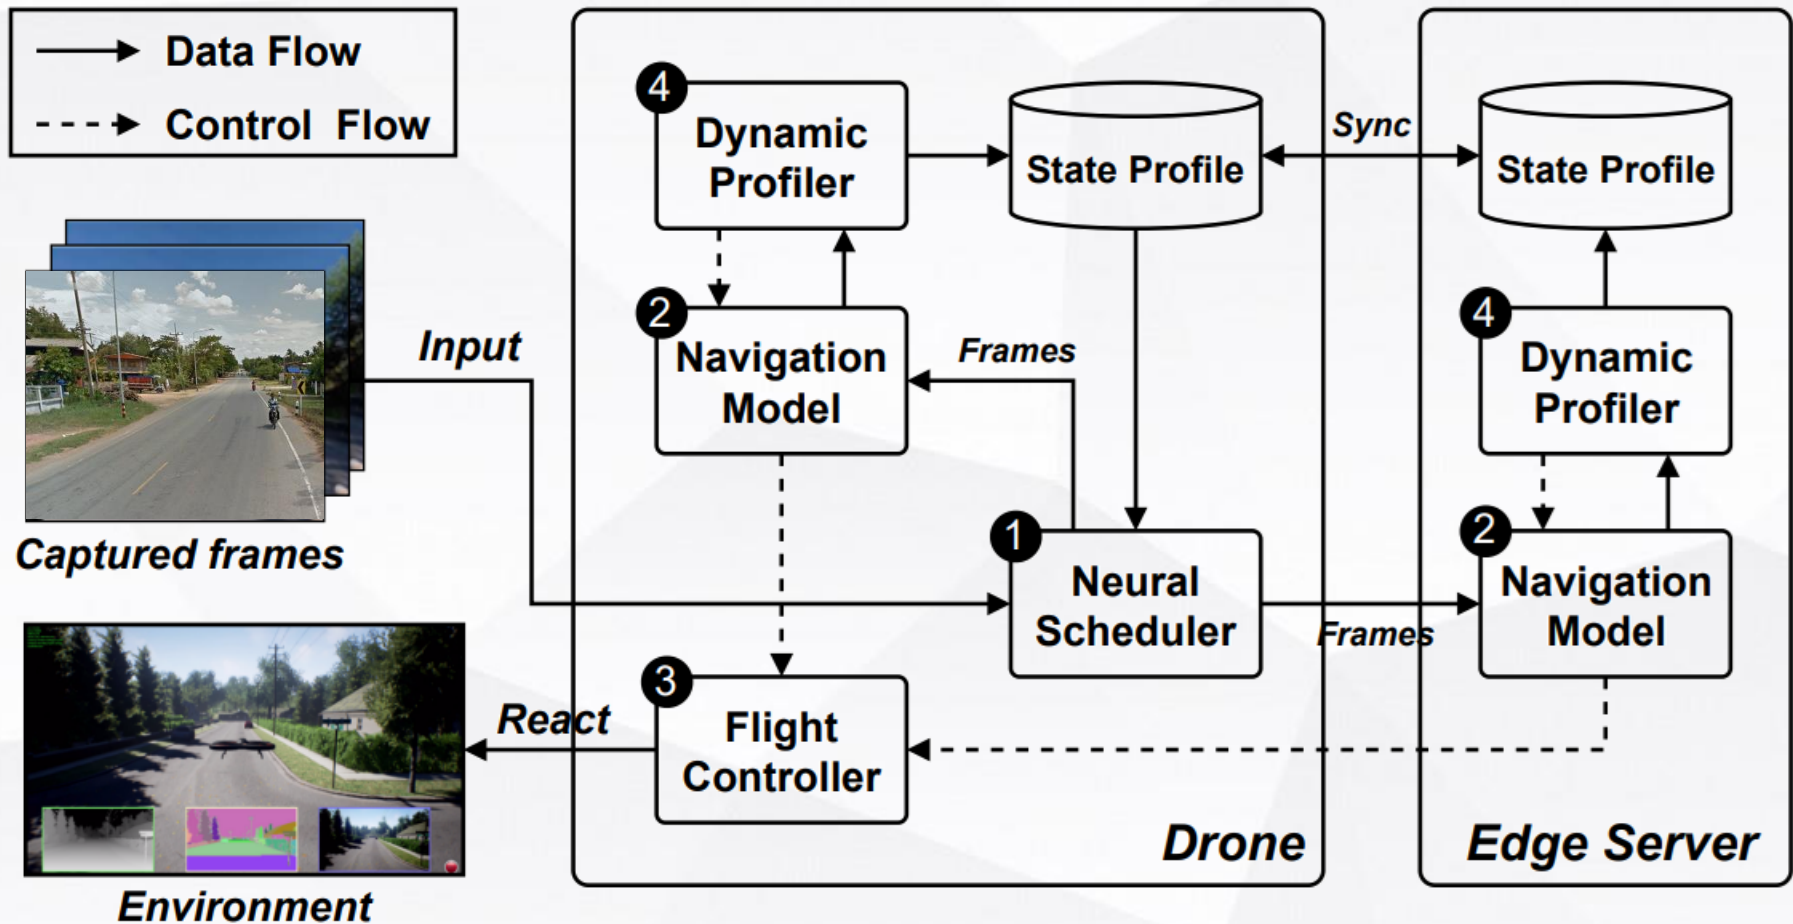 Data Flow
Control Flow
Captured frames
Input
Environment
React
4
Dynamic
Profiler
State Profile
2
Navigation
Model
Frames
1
Neural
Scheduler
3
Flight
Controller
Drone
Sync
Frames
State Profile
4
Dynamic
Profiler
2
Navigation
Model
Edge Server